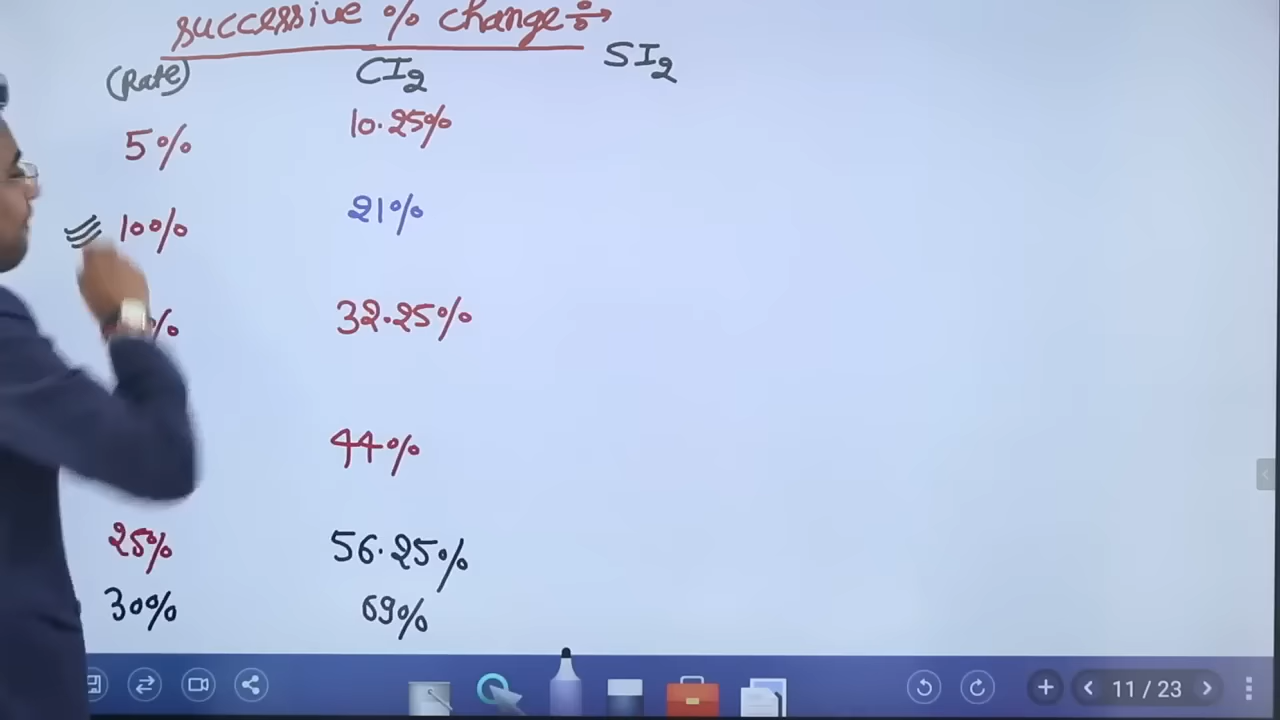 successive % change ÷→
(Rate) CI₂ SI₂
5% 10.25%
10% 21%
% 32.25%
44%
25% 56.25%
30% 69%
11 / 23